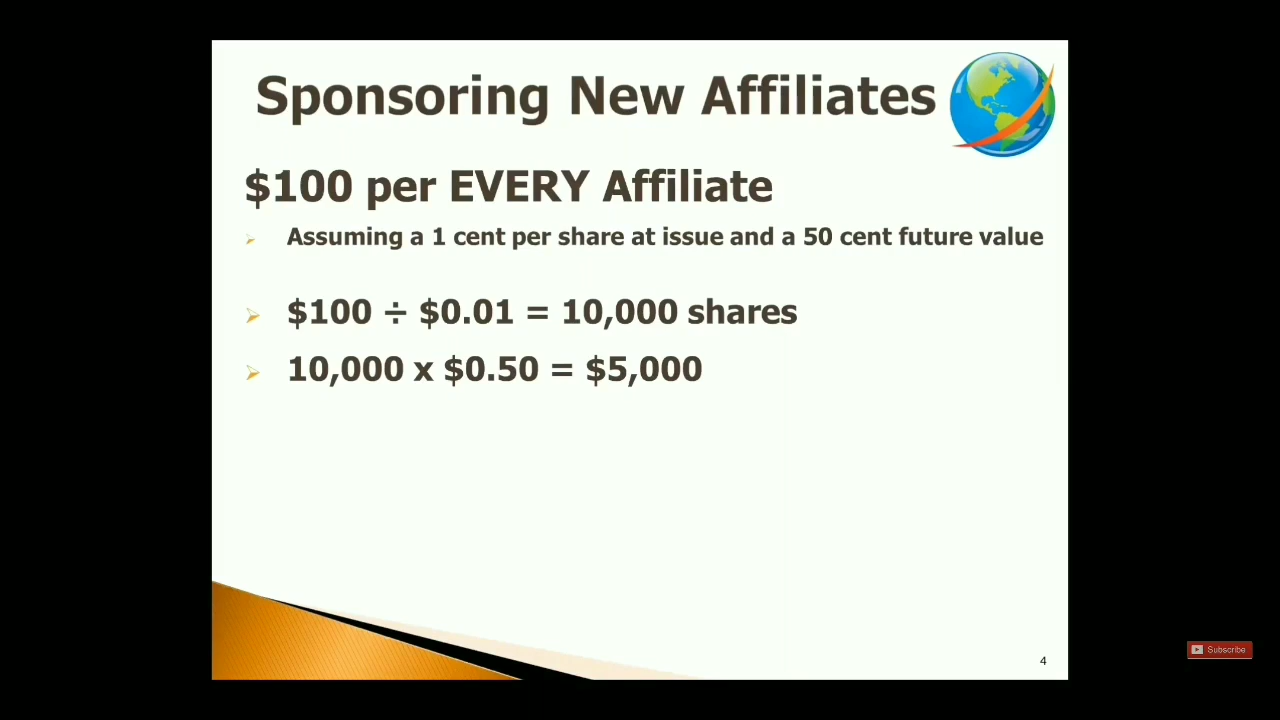 Sponsoring New Affiliates
$100 per EVERY Affiliate
Assuming a 1 cent per share at issue and a 50 cent future value
$100 ÷ $0.01 = 10,000 shares
10,000 x $0.50 = $5,000
4
Subscribe